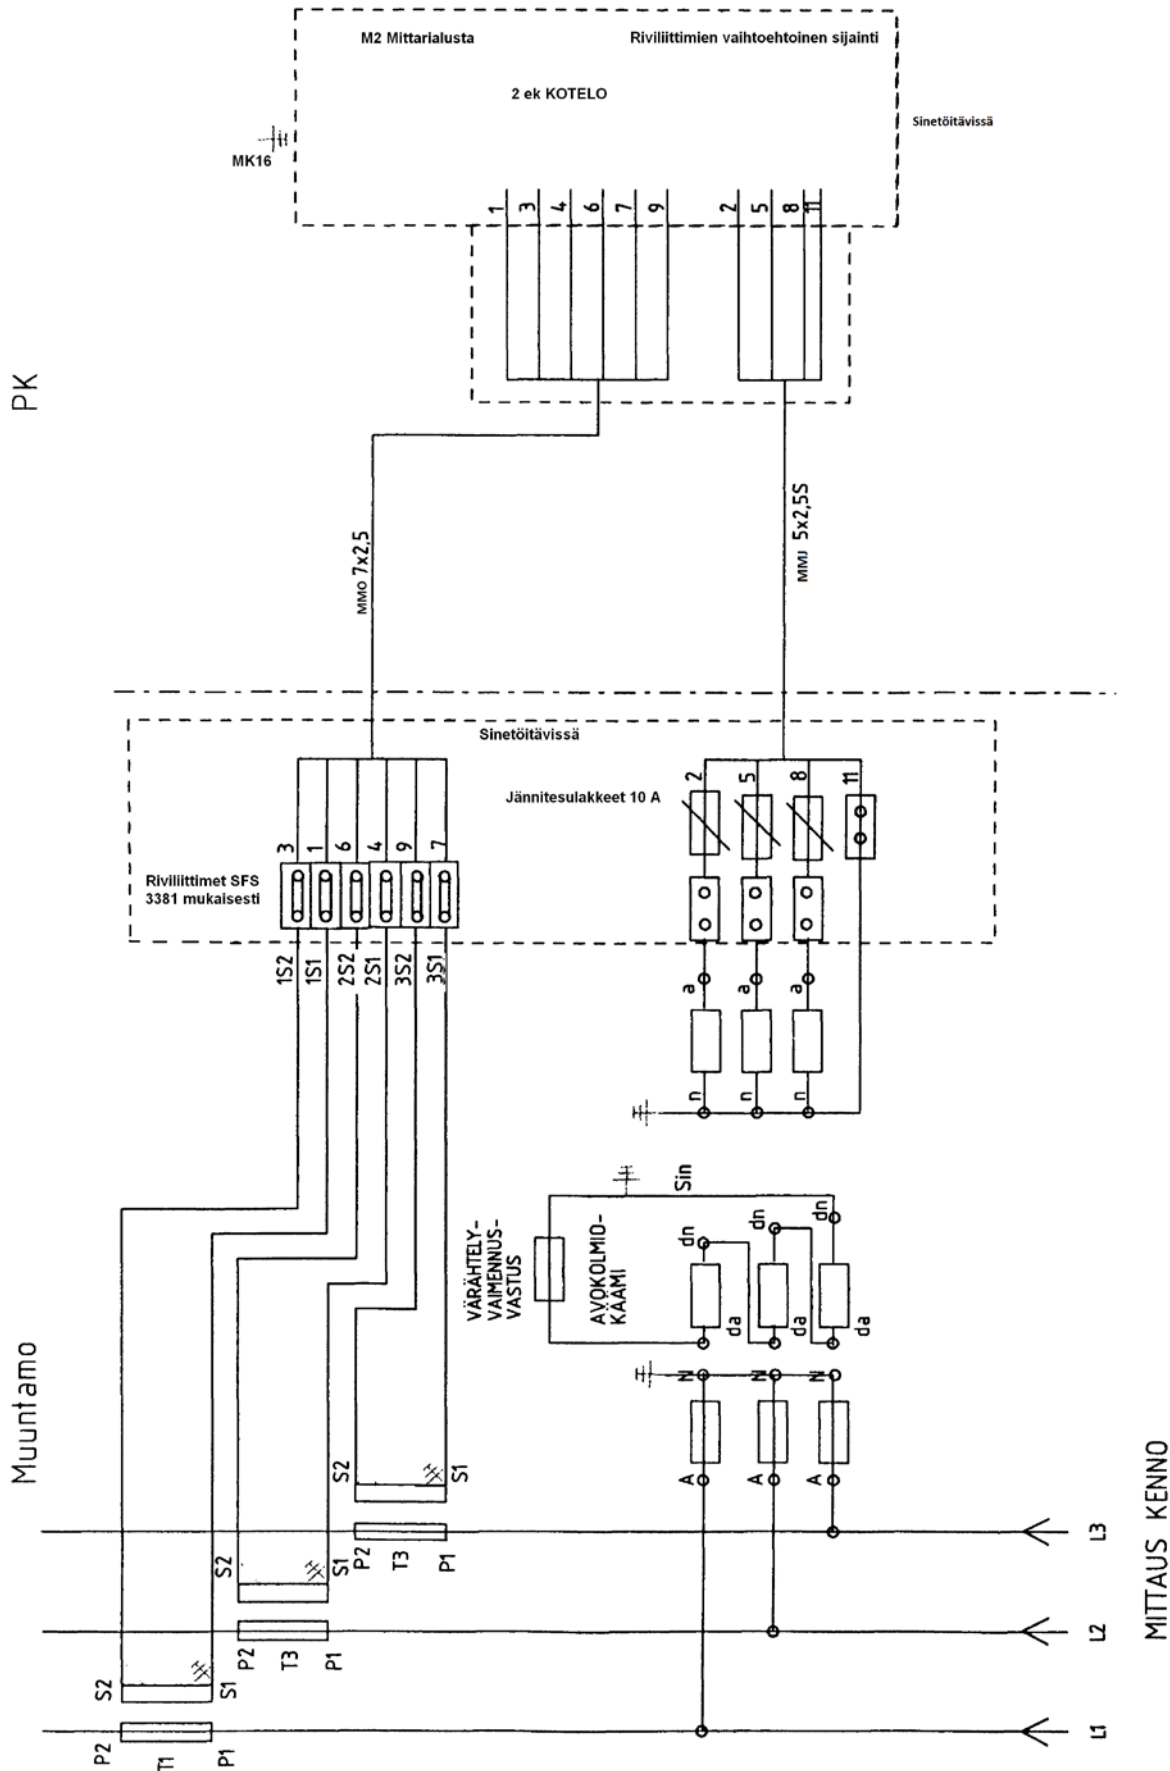 M2 Mittarialusta
Riviliittimien vaihtoehtoinen sijainti
2 ek KOTELO
Sinetöitävissä
MK16
1
3
4
6
7
9
2
5
8
11
PK
MMO 7x2,5
MMJ 5x2,5S
Sinetöitävissä
Jännitesulakkeet 10 A
2
5
8
11
3
1
6
4
9
7
Riviliittimet SFS
3381 mukaisesti
1S2
1S1
2S2
2S1
3S2
3S1
a
a
a
n
n
n
Sin
VÄRÄHTELY-
VAIMENNUS-
VASTUS
AVOKOLMIO-
KÄÄMI
dn
dn
dn
da
da
da
N
N
N
A
A
A
Muuntamo
S2
S1
P2
T3
P1
L3
S2
S1
P2
T3
P1
L2
S2
S1
P2
T1
P1
L1
MITTAUS KENNO